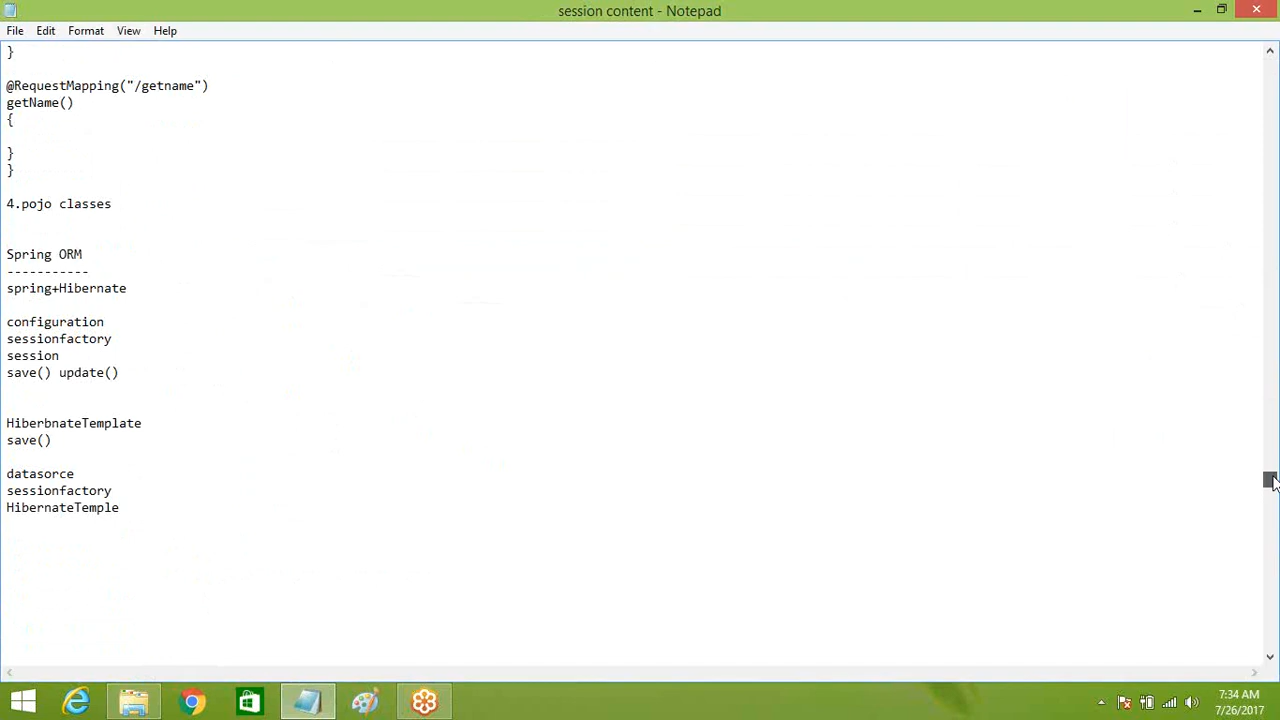 session content - Notepad
File Edit Format View Help
}
@RequestMapping("/getname")
getName()
{
}
}
4.pojo classes
Spring ORM
-----------
spring+Hibernate
configuration
sessionfactory
session
save() update()
HiberbnateTemplate
save()
datasorce
sessionfactory
HibernateTemple
7:34 AM
7/26/2017